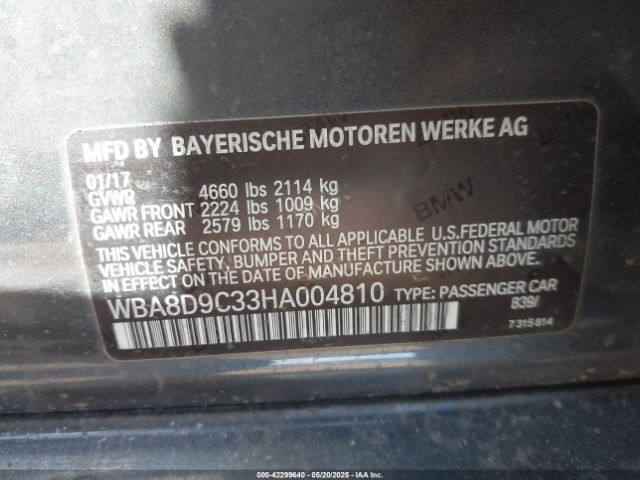 MFD BY BAYERISCHE MOTOREN WERKE AG
01/17
GVWR 4660 lbs 2114 kg
GAWR FRONT 2224 lbs 1009 kg
GAWR REAR 2579 lbs 1170 kg
THIS VEHICLE CONFORMS TO ALL APPLICABLE U.S.FEDERAL MOTOR
VEHICLE SAFETY, BUMPER AND THEFT PREVENTION STANDARDS
IN EFFECT ON THE DATE OF MANUFACTURE SHOWN ABOVE.
WBA8D9C33HA004810 TYPE: PASSENGER CAR
B39/
7 315 814
BMW
000-42299640 - 05/20/2025 - IAA Inc.